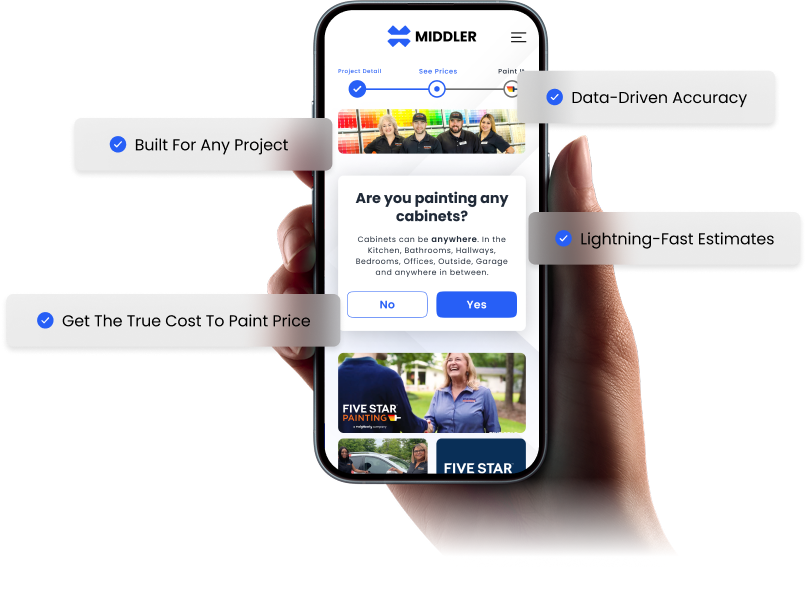 MIDDLER
Project Detail
See Prices
Paint It
Data-Driven Accuracy
Built For Any Project
Are you painting any
cabinets?
Cabinets can be anywhere. In the
Kitchen, Bathrooms, Hallways,
Bedrooms, Offices, Outside, Garage
and anywhere in between.
Lightning-Fast Estimates
No
Yes
Get The True Cost To Paint Price
FIVE STAR
PAINTING
a neighborly company
FIVE STAR